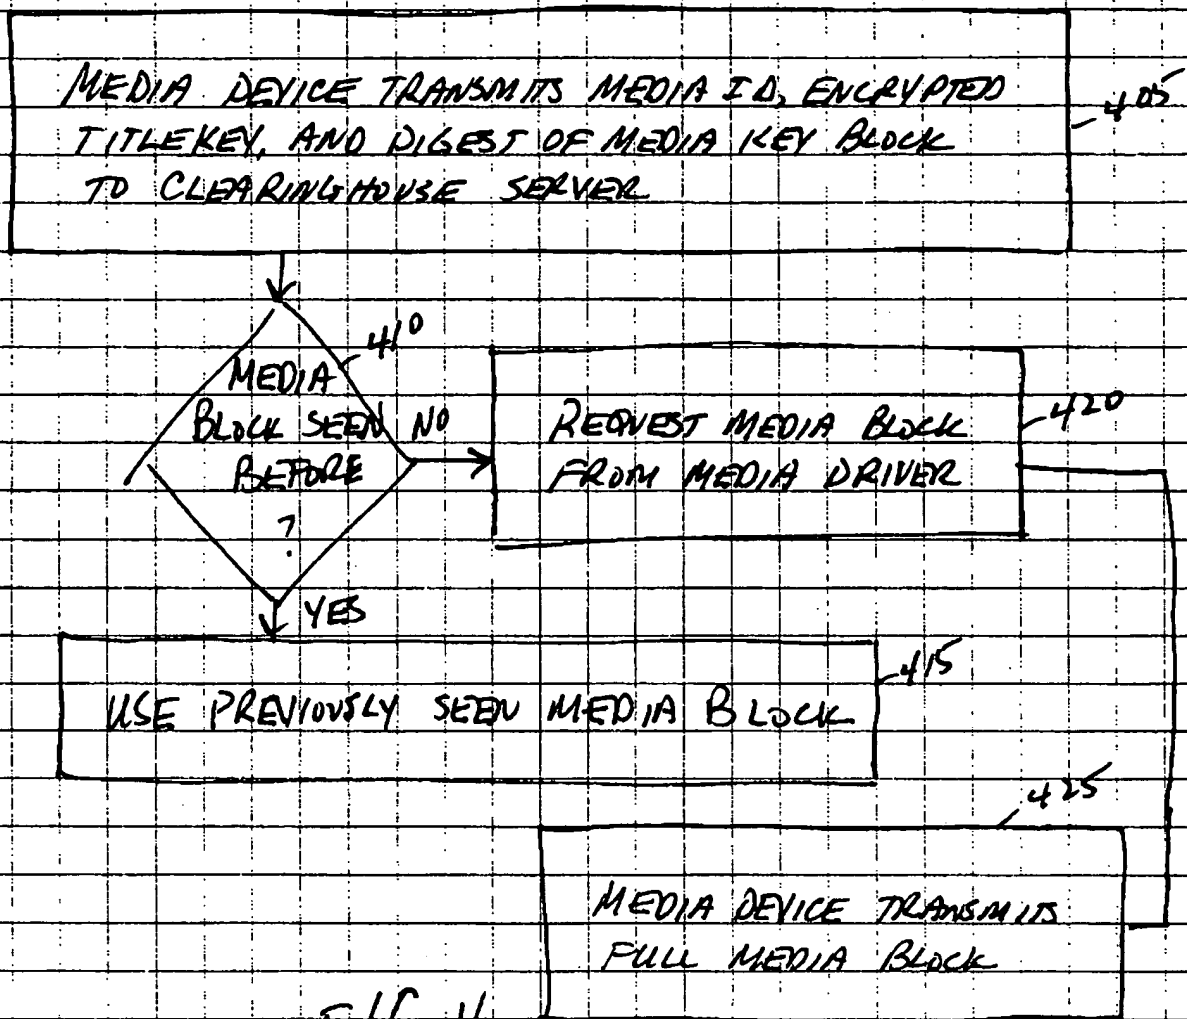 MEDIA DEVICE TRANSMITS MEDIA ID, ENCRYPTED
TITLE KEY, AND DIGEST OF MEDIA KEY BLOCK
TO CLEARINGHOUSE SERVER
405
410
MEDIA
BLOCK SEEN
BEFORE
?
NO
YES
REQUEST MEDIA BLOCK
FROM MEDIA DRIVER
420
USE PREVIOUSLY SEEN MEDIA BLOCK
415
425
MEDIA DEVICE TRANSMITS
FULL MEDIA BLOCK